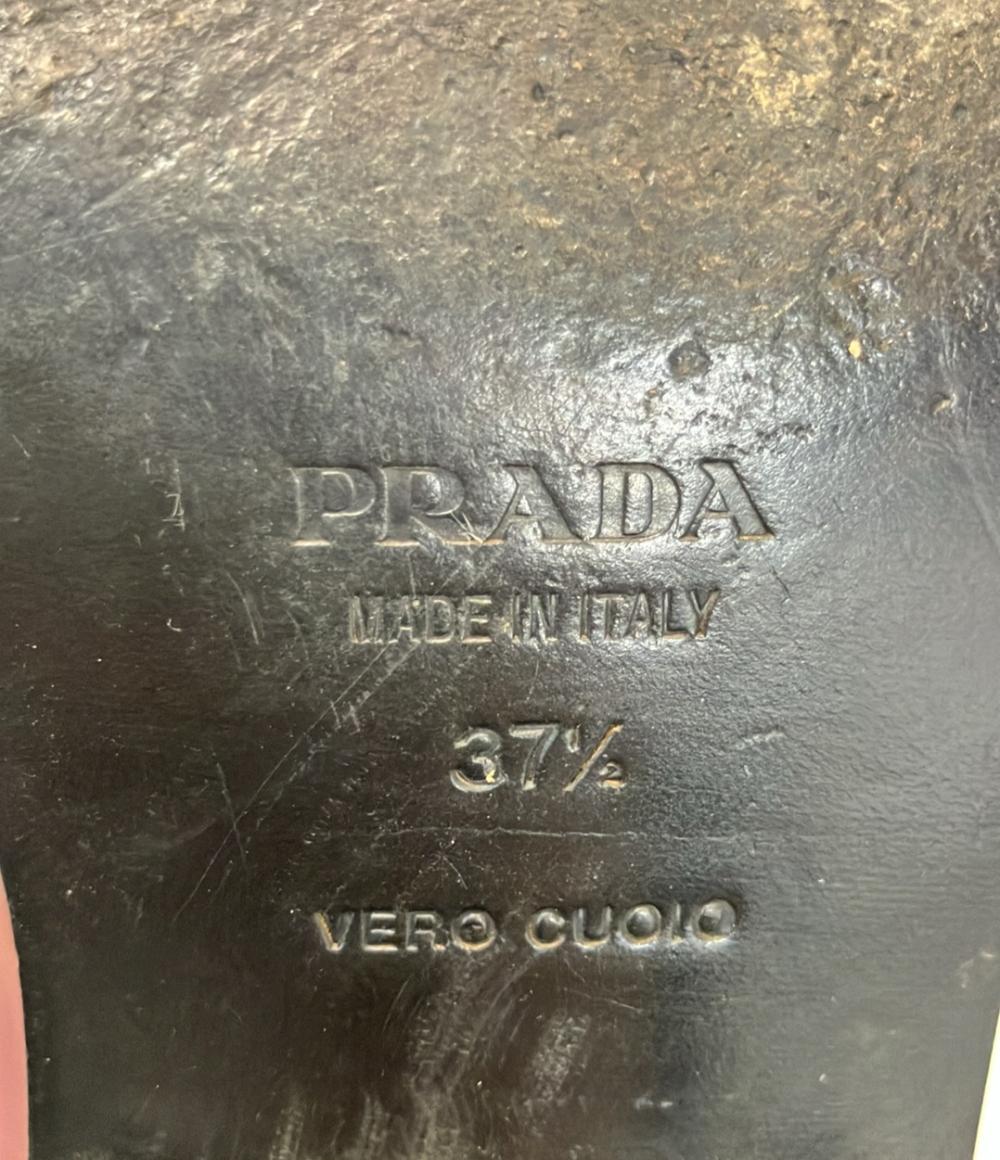 PRADA
MADE IN ITALY
37½
VERO CUOIO